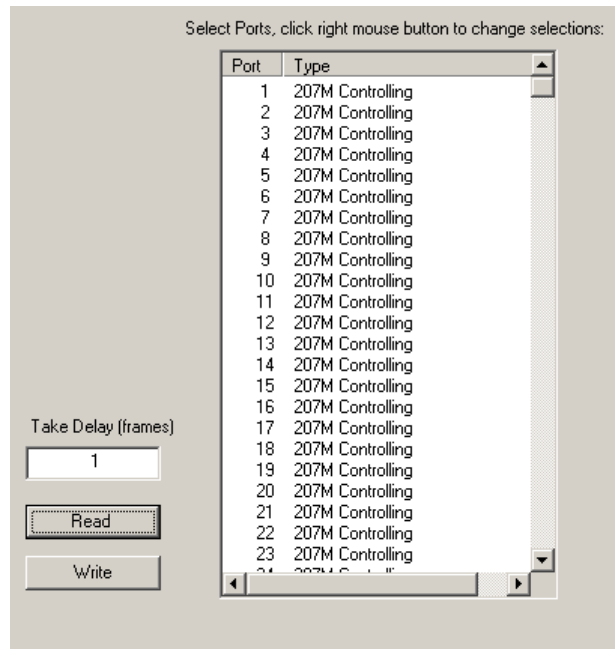 Select Ports, click right mouse button to change selections:
Port Type
1 207M Controlling
2 207M Controlling
3 207M Controlling
4 207M Controlling
5 207M Controlling
6 207M Controlling
7 207M Controlling
8 207M Controlling
9 207M Controlling
10 207M Controlling
11 207M Controlling
12 207M Controlling
13 207M Controlling
14 207M Controlling
15 207M Controlling
16 207M Controlling
17 207M Controlling
18 207M Controlling
19 207M Controlling
20 207M Controlling
21 207M Controlling
22 207M Controlling
23 207M Controlling
Take Delay (frames)
1
Read
Write